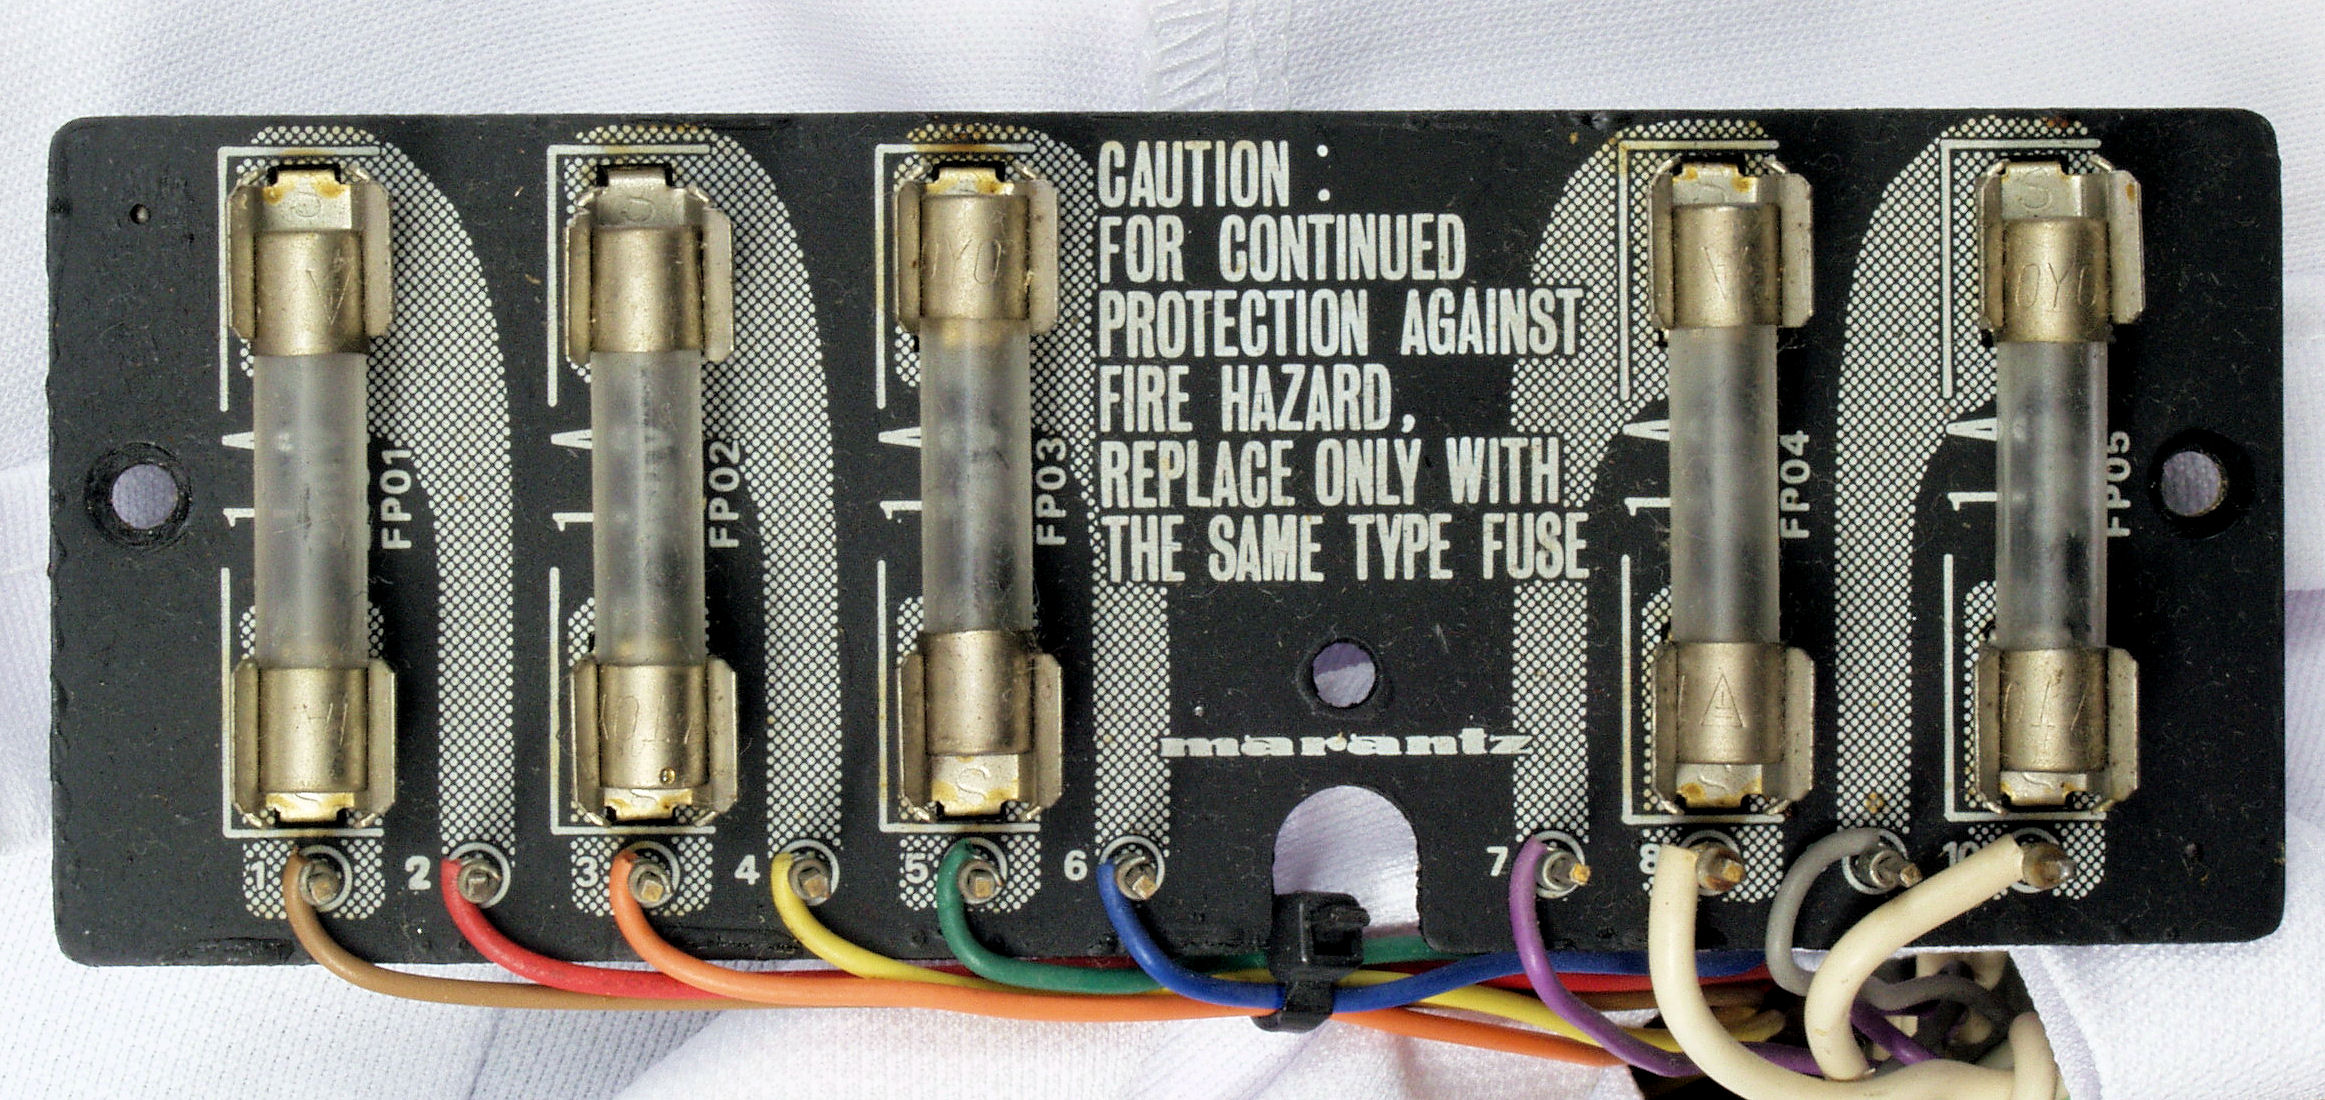 CAUTION :
FOR CONTINUED
PROTECTION AGAINST
FIRE HAZARD,
REPLACE ONLY WITH
THE SAME TYPE FUSE
marantz
1 A
FP01
1 A
FP02
1 A
FP03
1 A
FP04
1 A
FP05
1 2 3 4 5 6 7 8 10